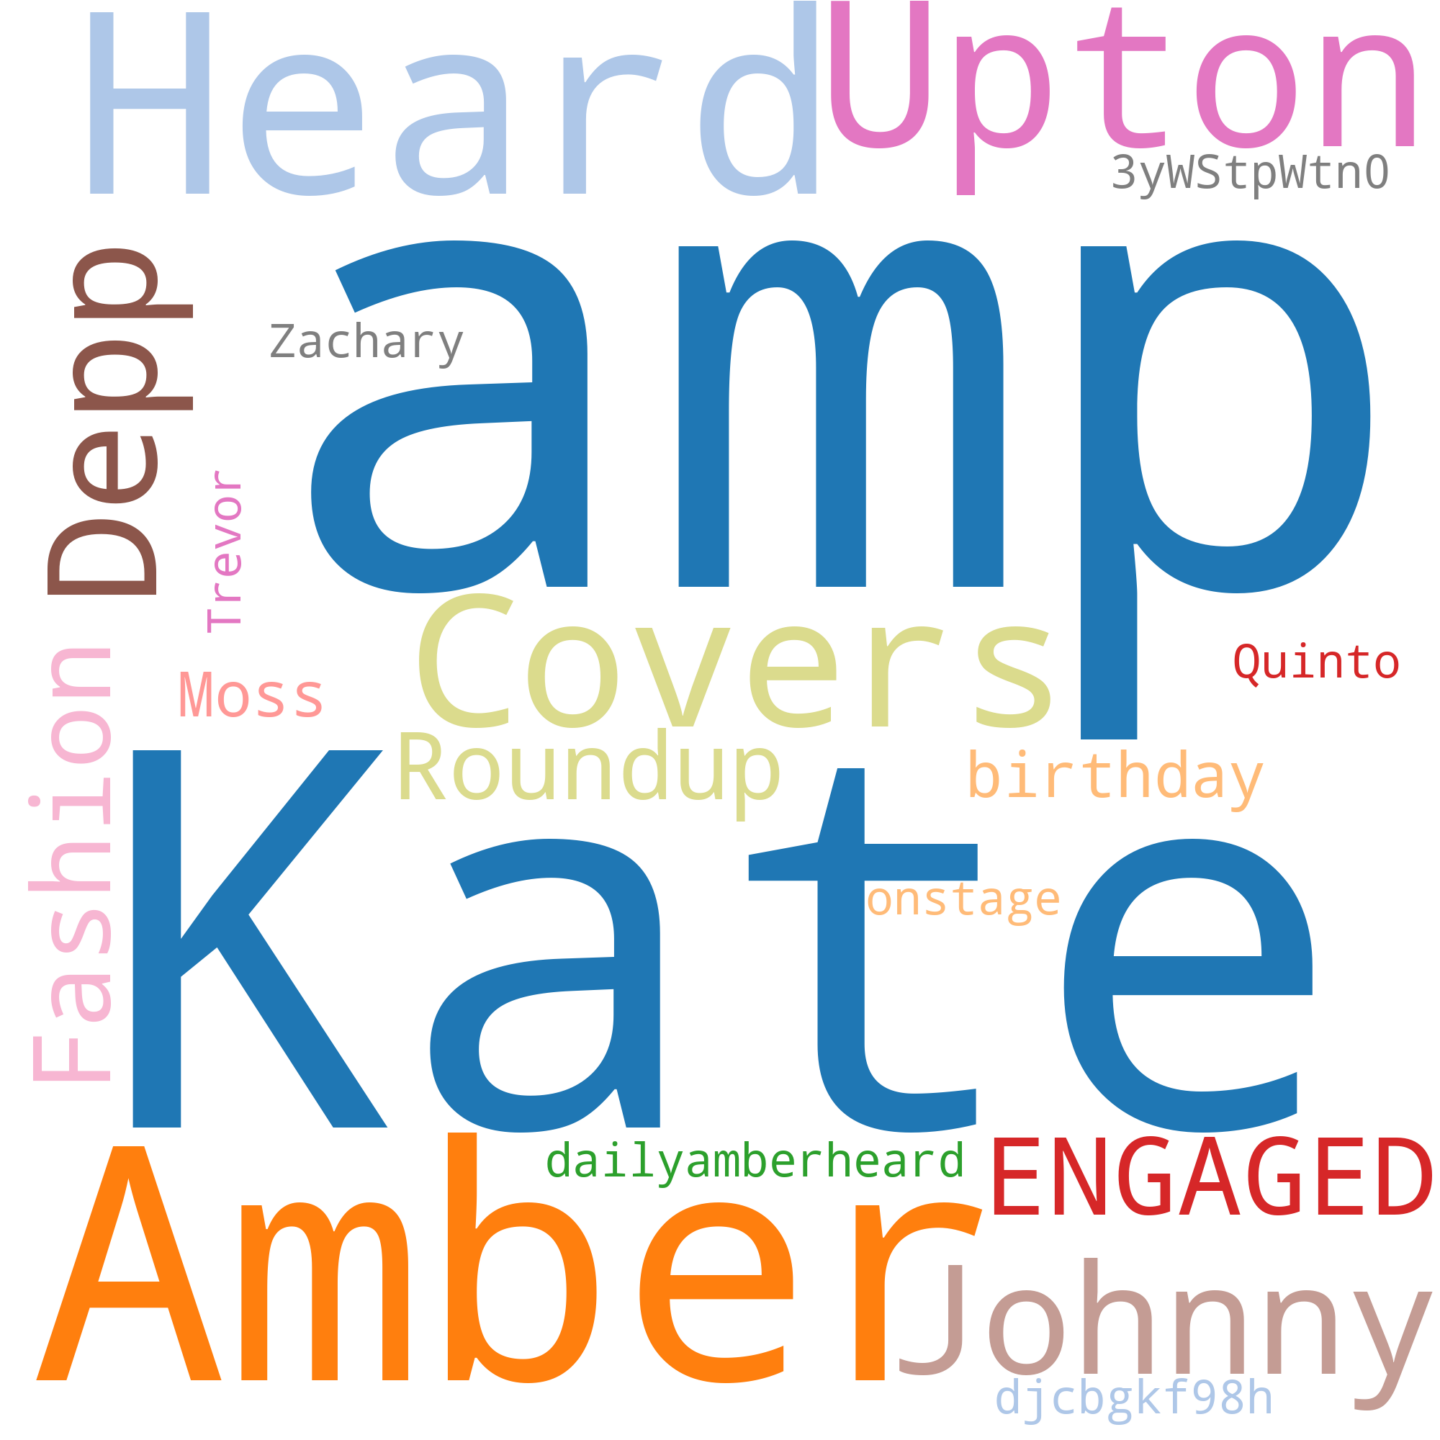 Heard
Upton
3yWStpWtn0
amp
Depp
Zachary
Trevor
Covers
Quinto
Moss
Fashion
Roundup
birthday
Kate
onstage
Amber
dailyamberheard
ENGAGED
Johnny
djcbgkf98h